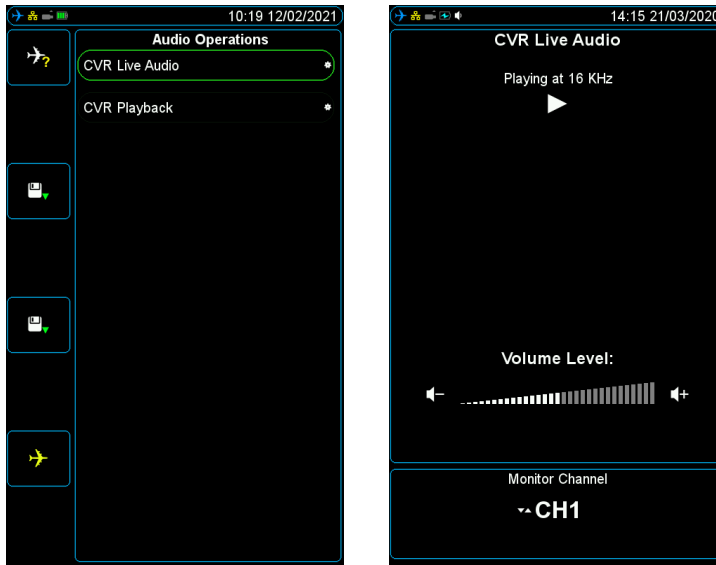 10:19 12/02/2021
Audio Operations
CVR Live Audio
CVR Playback
?
14:15 21/03/2020
CVR Live Audio
Playing at 16 KHz
Volume Level:
Monitor Channel
CH1